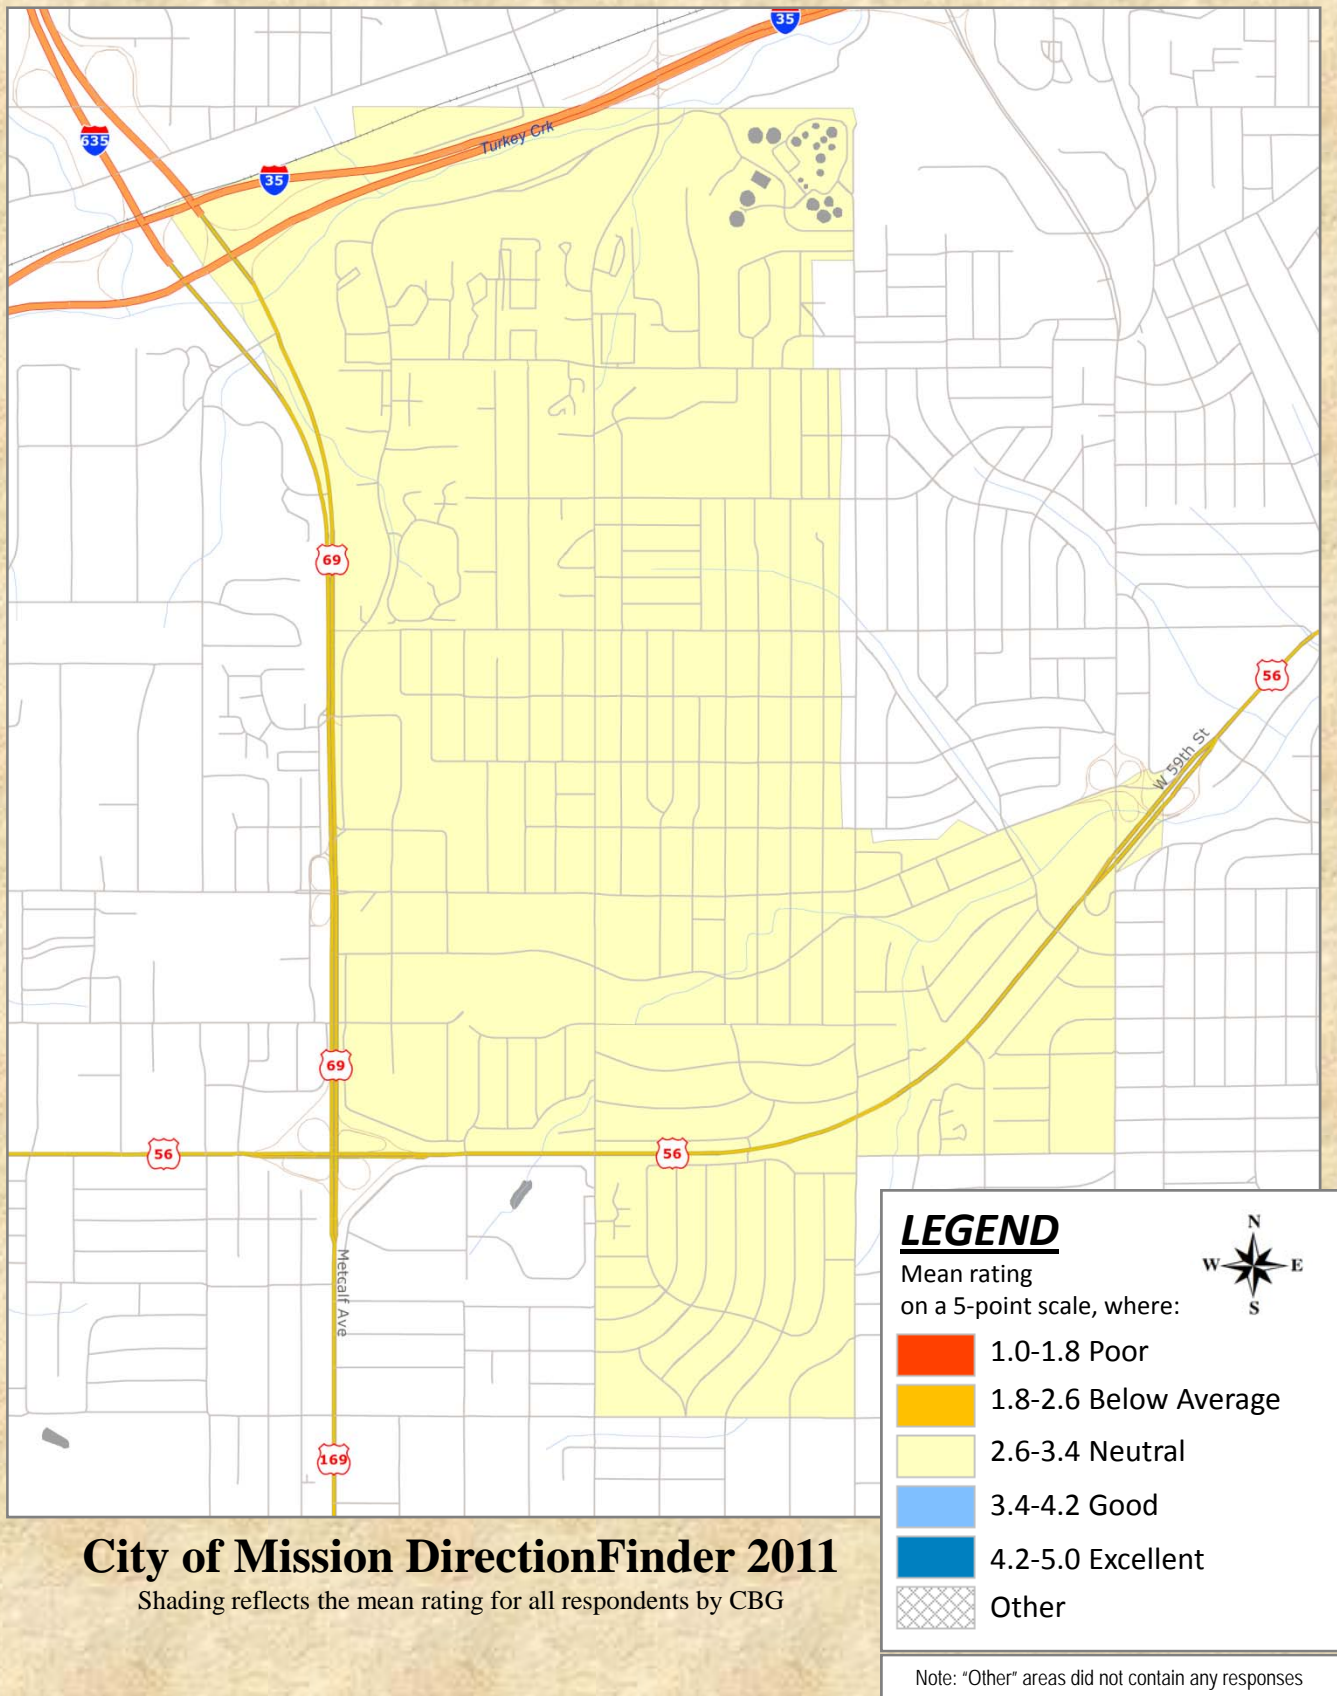 35
635
35
Turkey Crk
69
56
W 59th St
69
56
56
Metcalf Ave
169
LEGEND
Mean rating
on a 5-point scale, where:
N
W E
S
1.0-1.8 Poor
1.8-2.6 Below Average
2.6-3.4 Neutral
3.4-4.2 Good
4.2-5.0 Excellent
Other
City of Mission DirectionFinder 2011
Shading reflects the mean rating for all respondents by CBG
Note: “Other” areas did not contain any responses